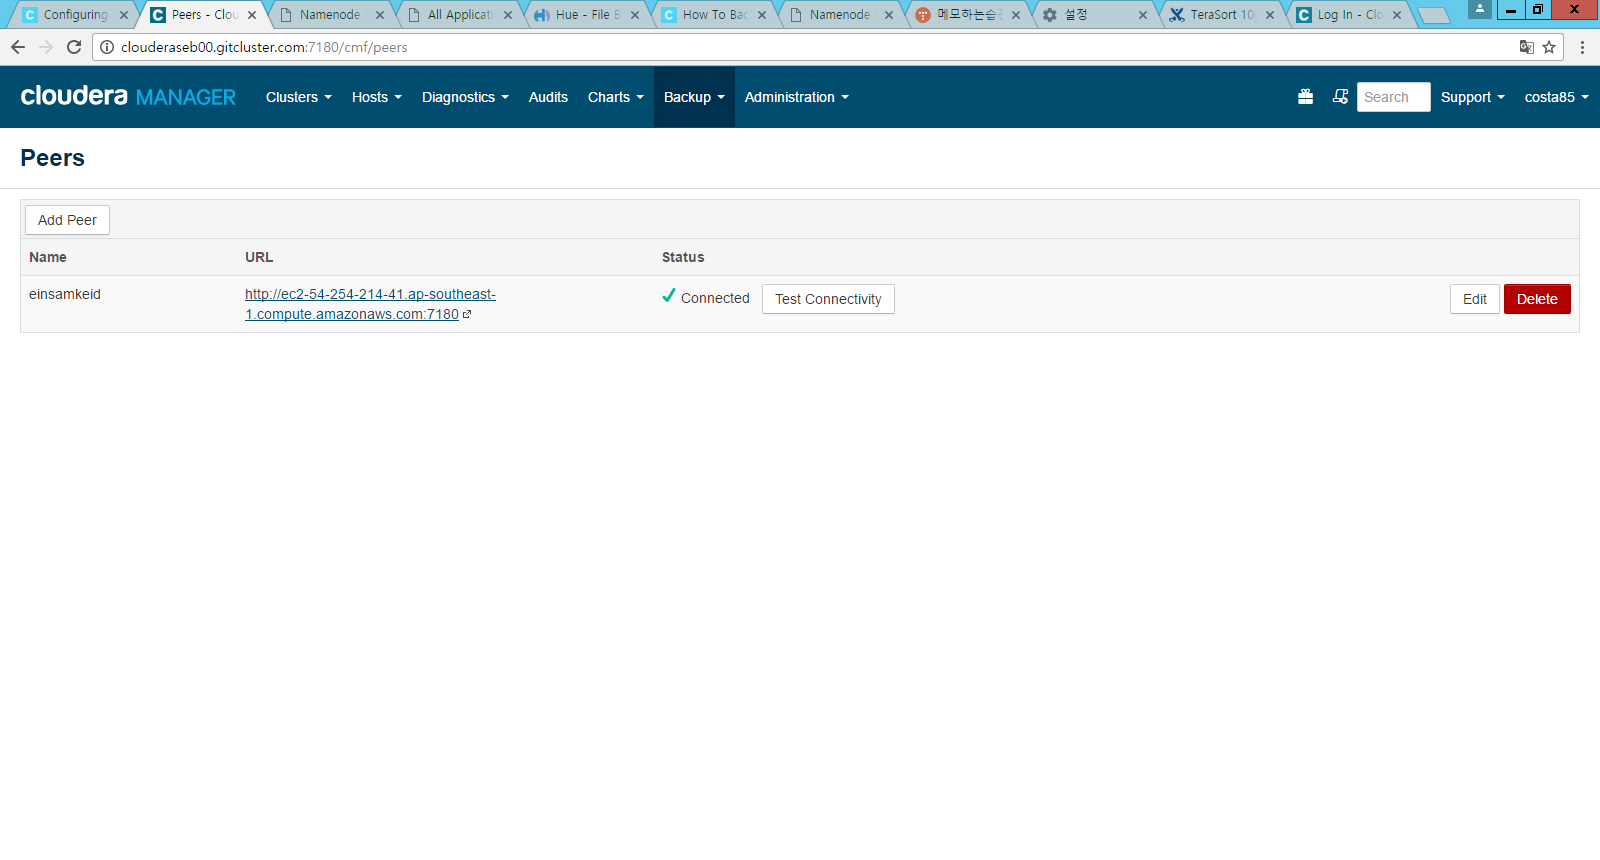 Configuring
Peers - Clou
Namenode
All Applicati
Hue - File B
How To Bac
Namenode
메모하는습관
설정
TeraSort 10
Log In - Clo
clouderaseb00.gitcluster.com:7180/cmf/peers
cloudera MANAGER
Clusters
Hosts
Diagnostics
Audits
Charts
Backup
Administration
Search
Support
costa85
Peers
Add Peer
Name
URL
Status
einsamkeid
http://ec2-54-254-214-41.ap-southeast-
1.compute.amazonaws.com:7180
Connected
Test Connectivity
Edit
Delete